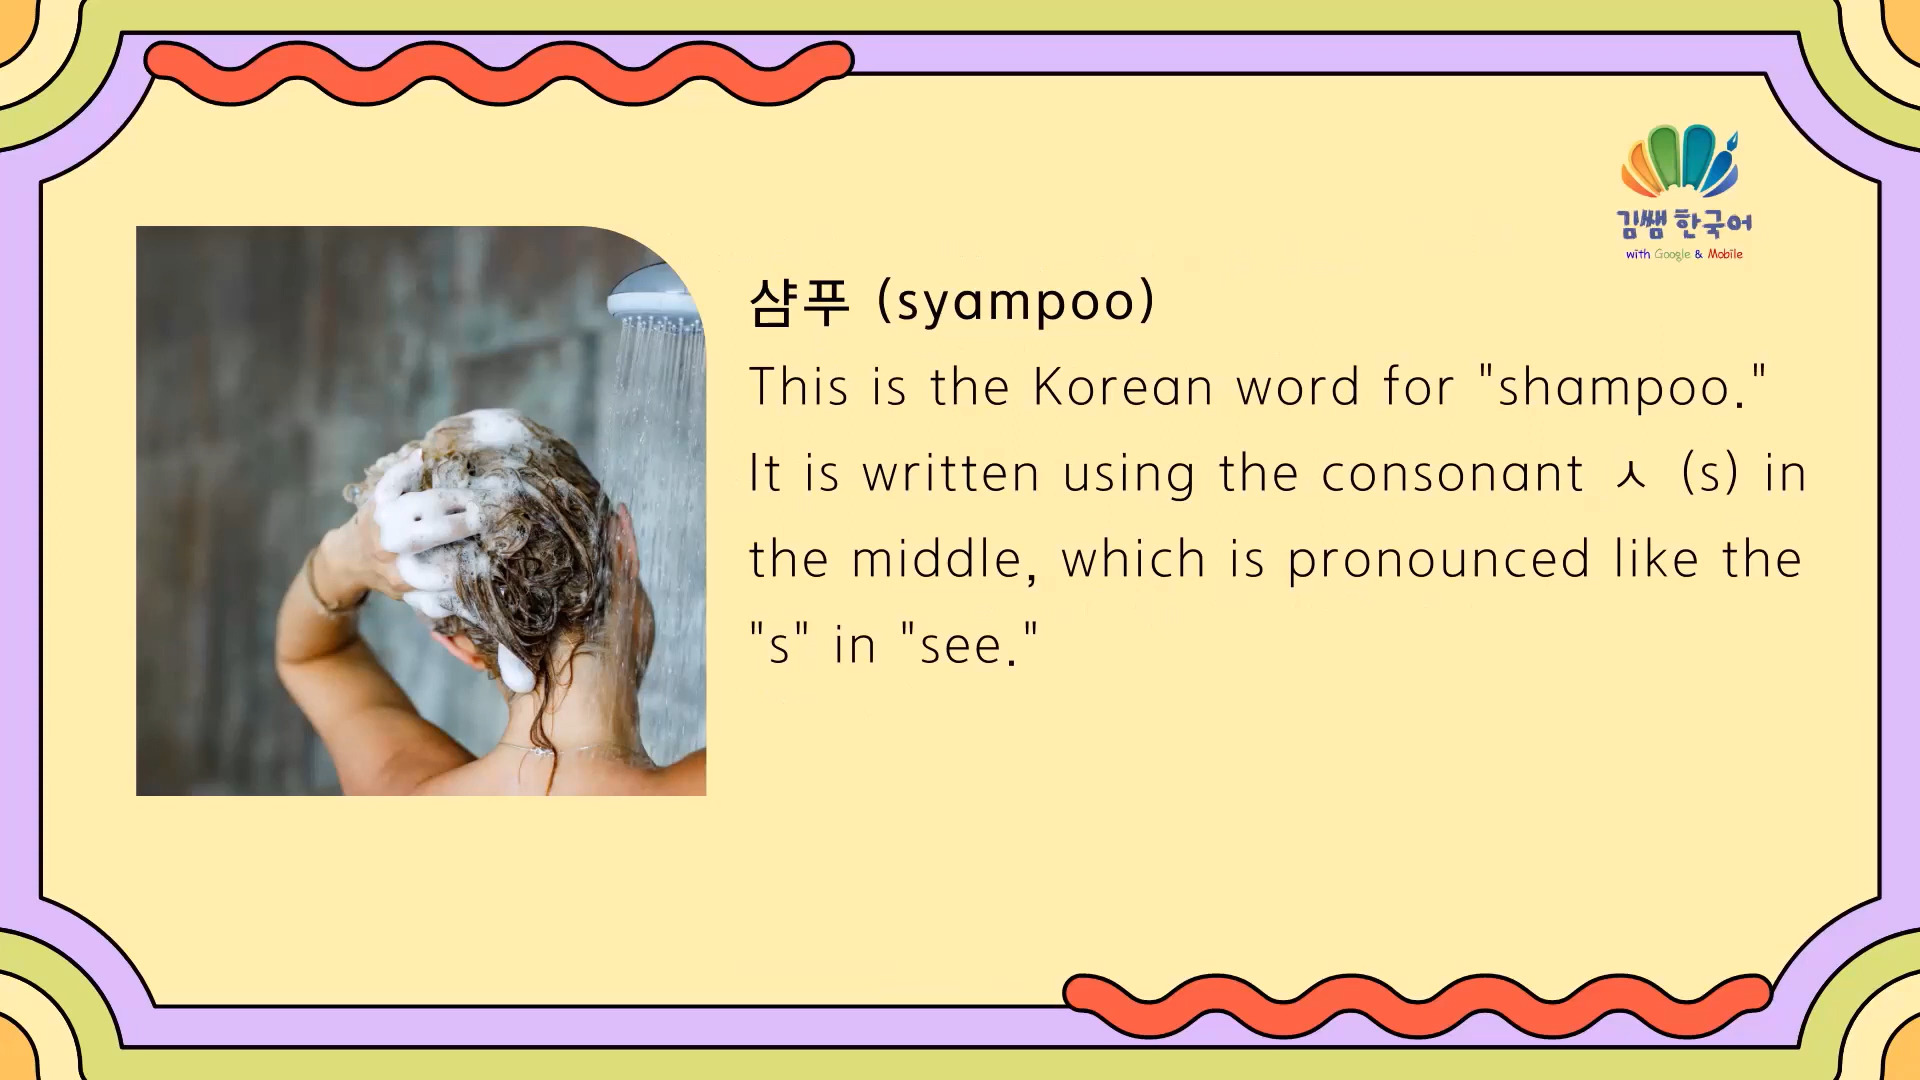 김쌤 한국어
with Google & Mobile
샴푸 (syampoo)
This is the Korean word for "shampoo."
It is written using the consonant ㅅ (s) in
the middle, which is pronounced like the
"s" in "see."